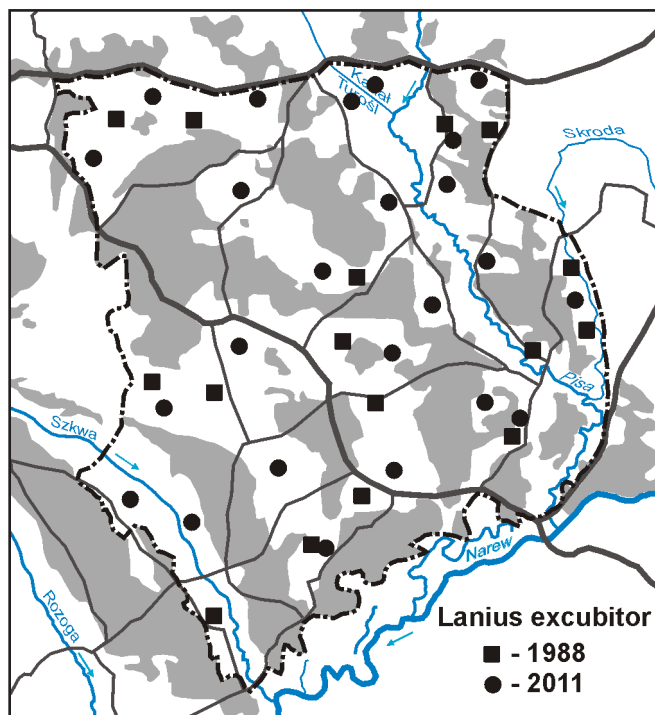 Kanał
Turośl
Skroda
Pisa
Szkwa
Rozoga
Narew
Lanius excubitor
- 1988
- 2011